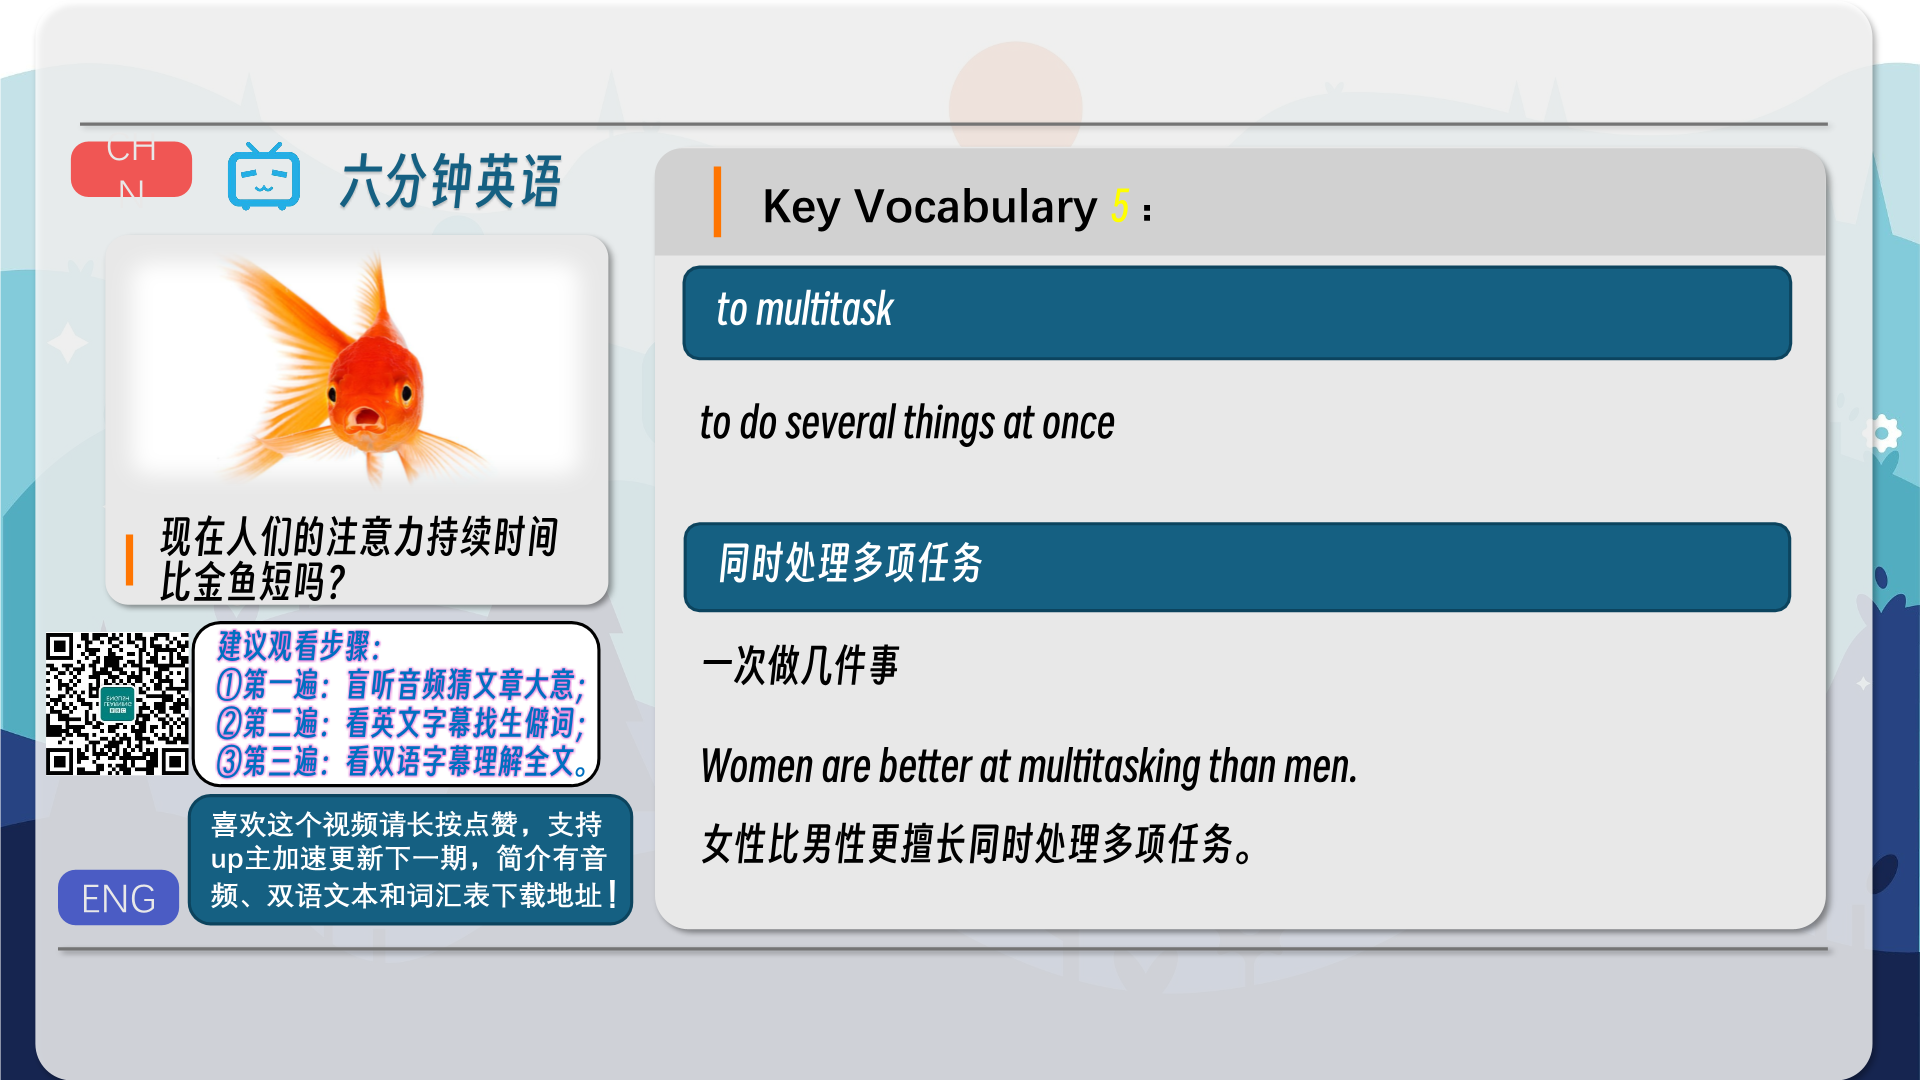 CH
N
六分钟英语
现在人们的注意力持续时间
比金鱼短吗？
建议观看步骤：
①第一遍：盲听音频猜文章大意；
②第二遍：看英文字幕找生僻词；
③第三遍：看双语字幕理解全文。
喜欢这个视频请长按点赞，支持
up主加速更新下一期，简介有音
频、双语文本和词汇表下载地址！
ENG
Key Vocabulary 5：
to multitask
to do several things at once
同时处理多项任务
一次做几件事
Women are better at multitasking than men.
女性比男性更擅长同时处理多项任务。